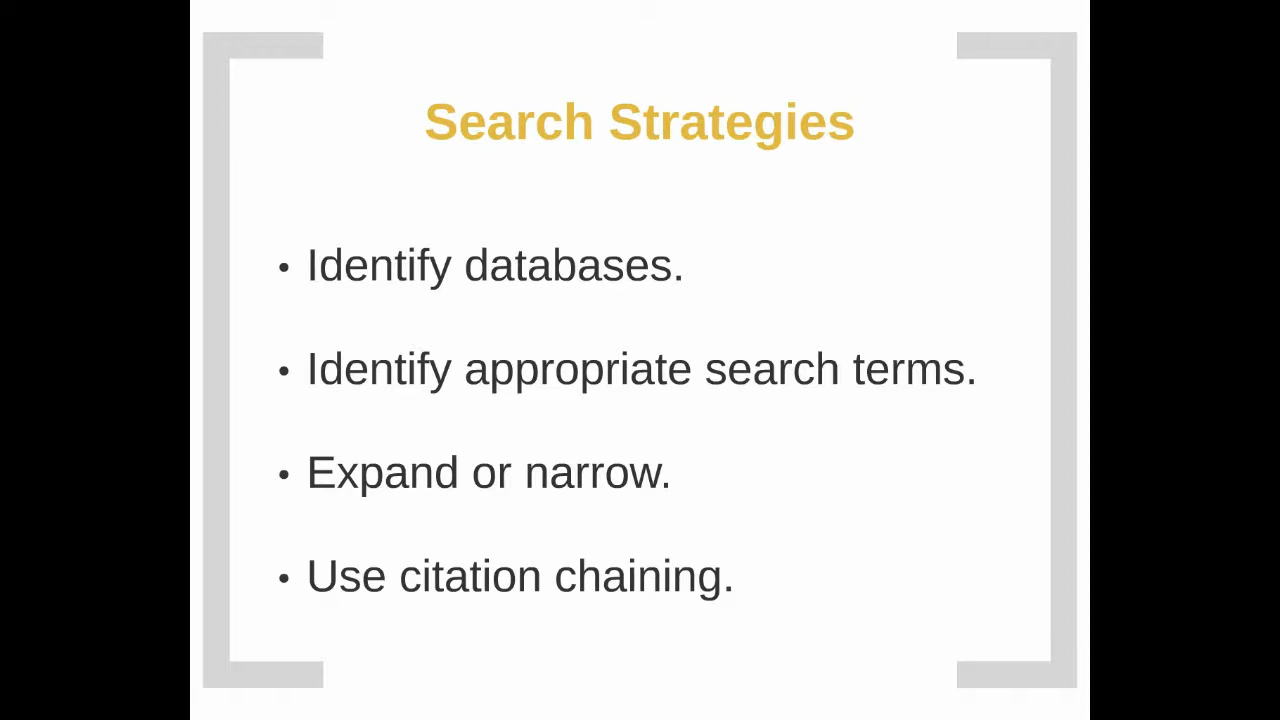 Search Strategies
• Identify databases.
• Identify appropriate search terms.
• Expand or narrow.
• Use citation chaining.